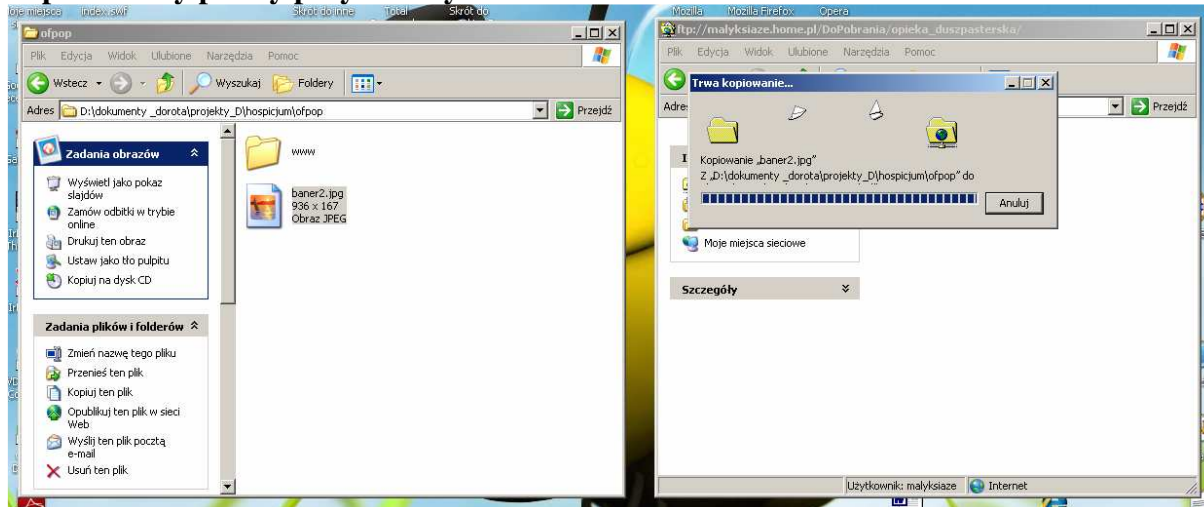 oje miejsca index.swf Skrót do inne Total Skrót do
Mozilla Mozilla Firefox Opera
ofpop
Plik Edycja Widok Ulubione Narzędzia Pomoc
Wstecz Wyszukaj Foldery
Adres D:\dokumenty _dorota\projekty_D\hospicjum\ofpop Przejdź
Zadania obrazów
Wyświetl jako pokaz
slajdów
Zamów odbitki w trybie
online
Drukuj ten obraz
Ustaw jako tło pulpitu
Kopiuj na dysk CD
Zadania plików i folderów
Zmień nazwę tego pliku
Przenieś ten plik
Kopiuj ten plik
Opublikuj ten plik w sieci
Web
Wyślij ten plik pocztą
e-mail
Usuń ten plik
www
baner2.jpg
936 x 167
Obraz JPEG
ftp://malyksiaze.home.pl/DoPobrania/opieka_duszpasterska/
Plik Edycja Widok Ulubione Narzędzia Pomoc
Adre Przejdź
Trwa kopiowanie...
Kopiowanie „baner2.jpg”
Z „D:\dokumenty _dorota\projekty_D\hospicjum\ofpop” do
Anuluj
Moje miejsca sieciowe
Szczegóły
Użytkownik: malyksiaze Internet